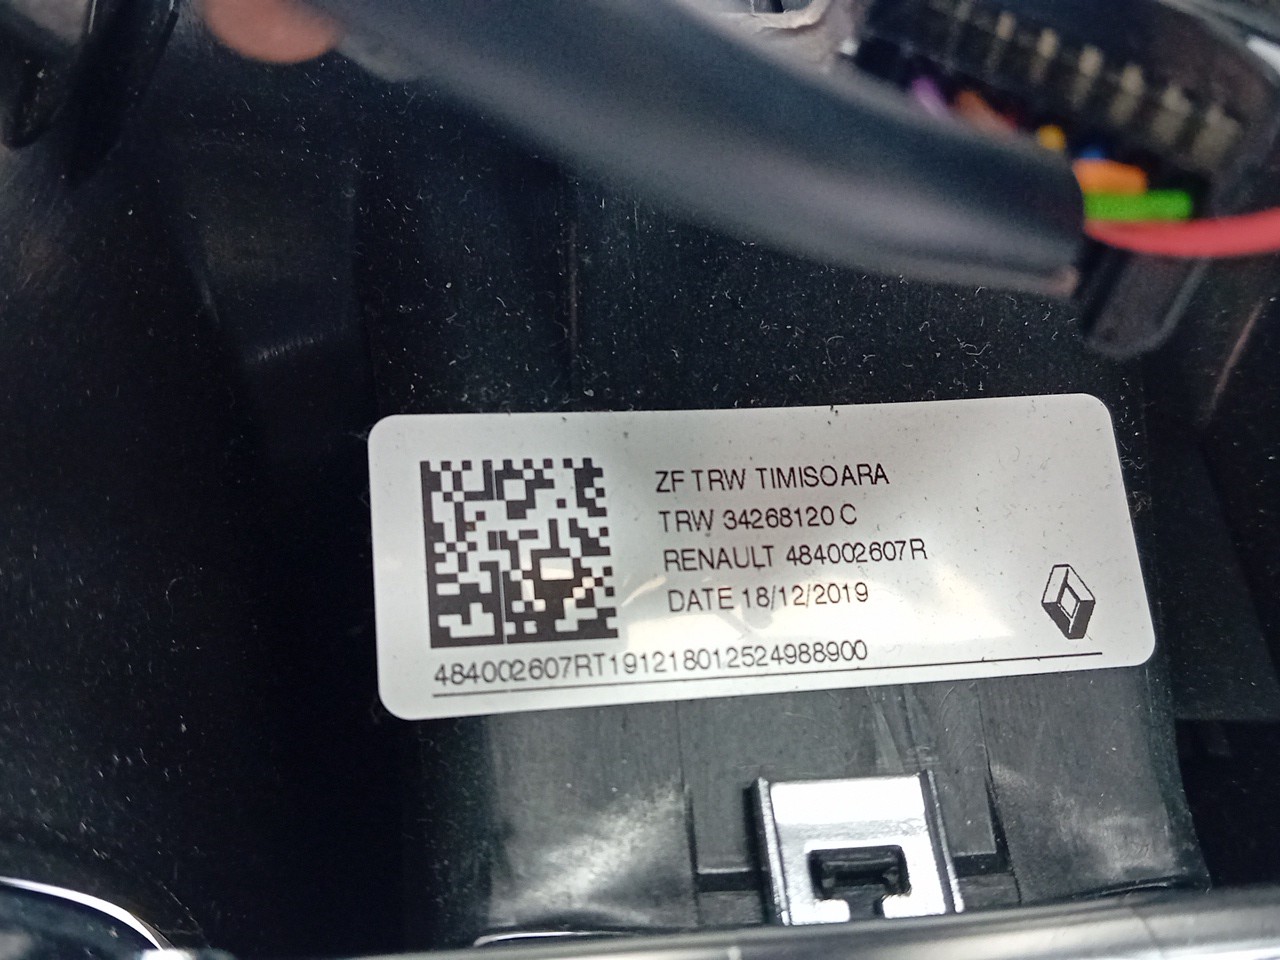 ZF TRW TIMISOARA
TRW 34268120 C
RENAULT 484002607R
DATE 18/12/2019
484002607RT191218012524988900